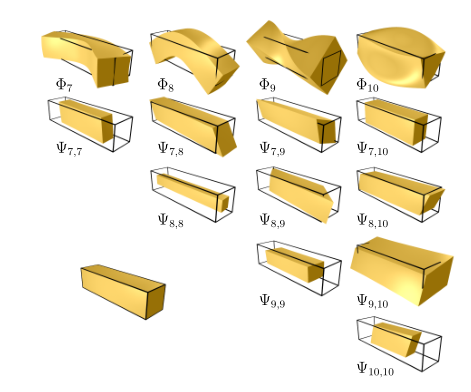 Φ₇ Φ₈ Φ₉ Φ₁₀
Ψ₇,₇ Ψ₇,₈ Ψ₇,₉ Ψ₇,₁₀
Ψ₈,₈ Ψ₈,₉ Ψ₈,₁₀
Ψ₉,₉ Ψ₉,₁₀
Ψ₁₀,₁₀